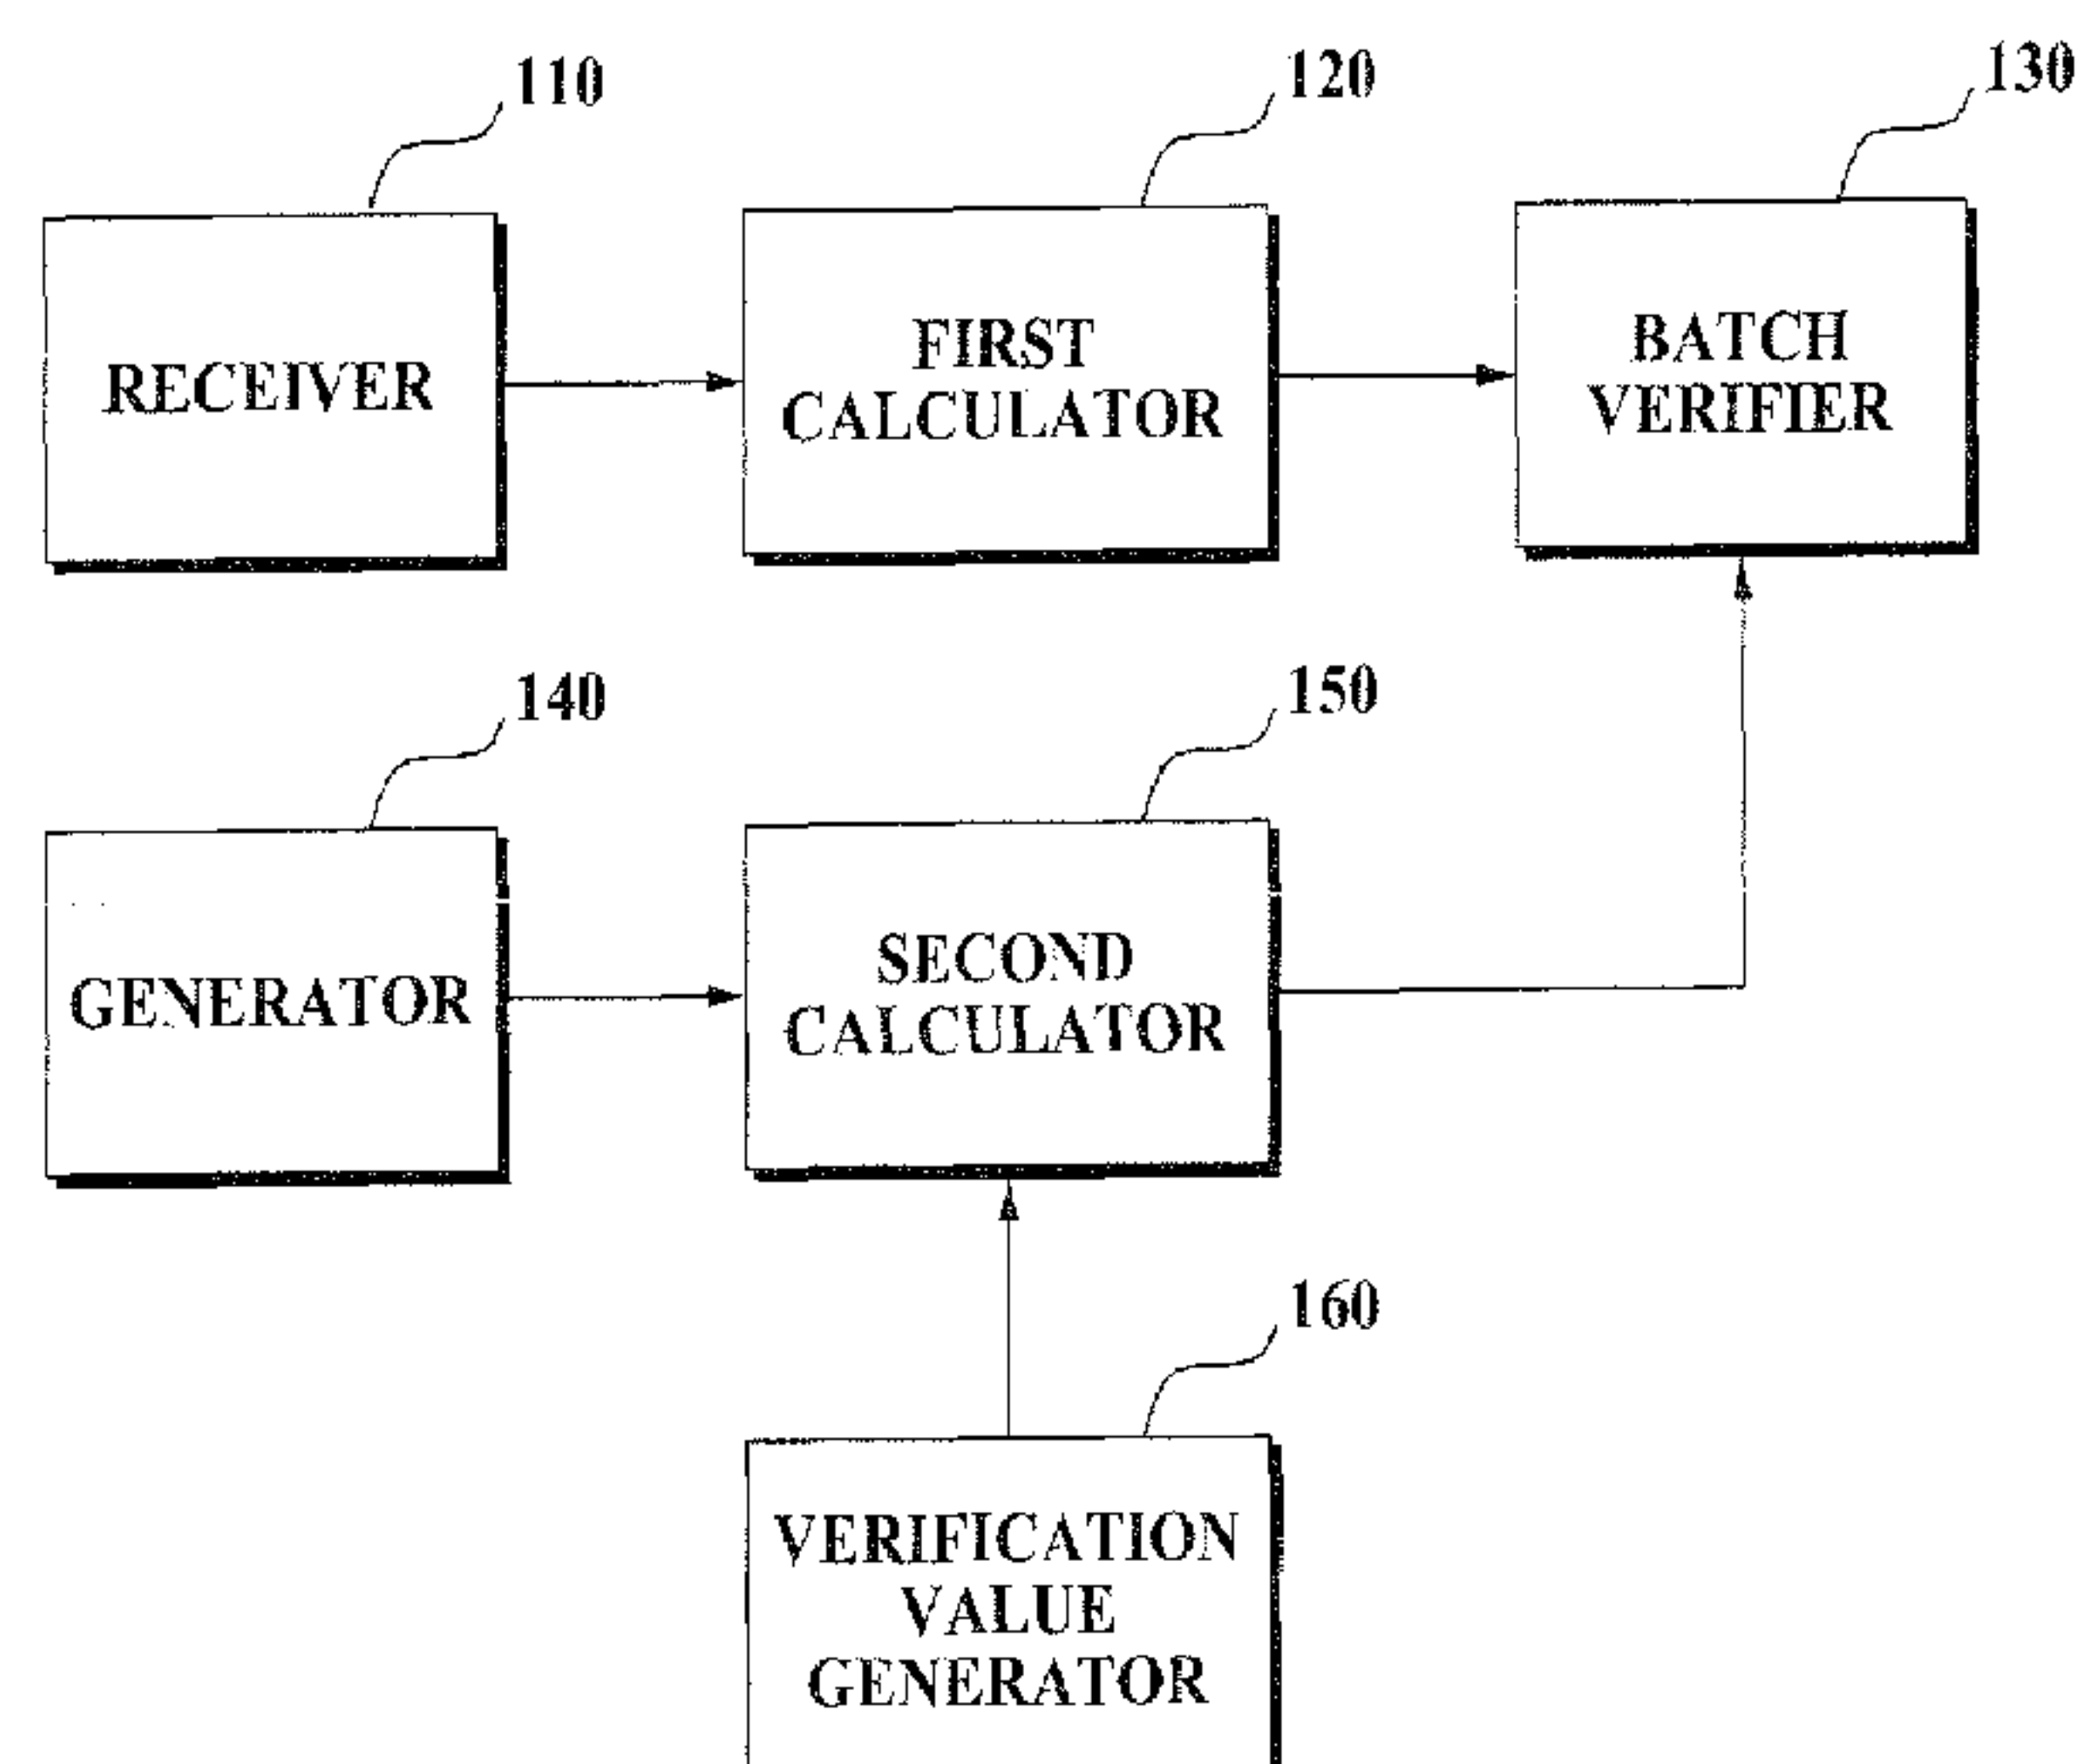 110
120
130
RECEIVER
FIRST
CALCULATOR
BATCH
VERIFIER
140
150
GENERATOR
SECOND
CALCULATOR
160
VERIFICATION
VALUE
GENERATOR